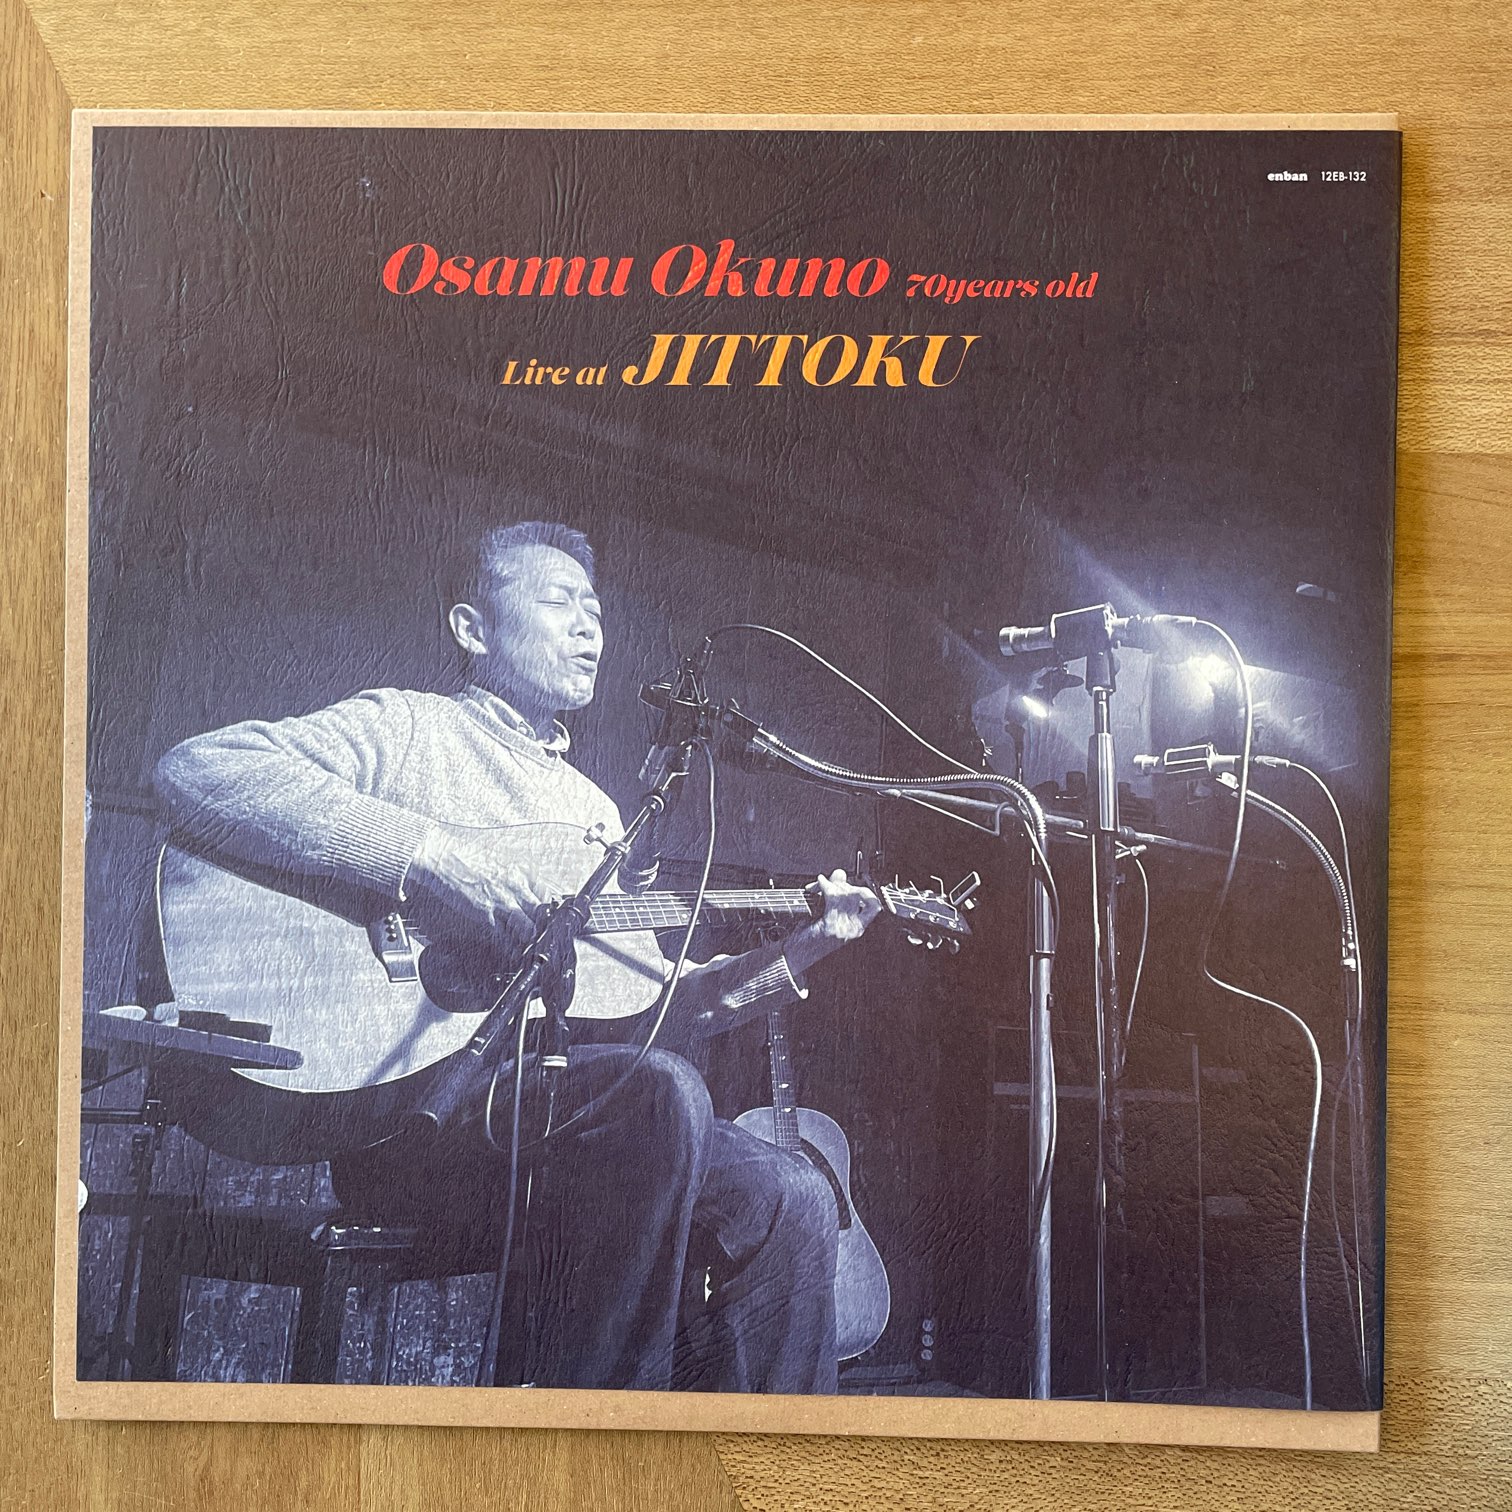 enban 12EB-132
Osamu Okuno 70years old
Live at JITTOKU